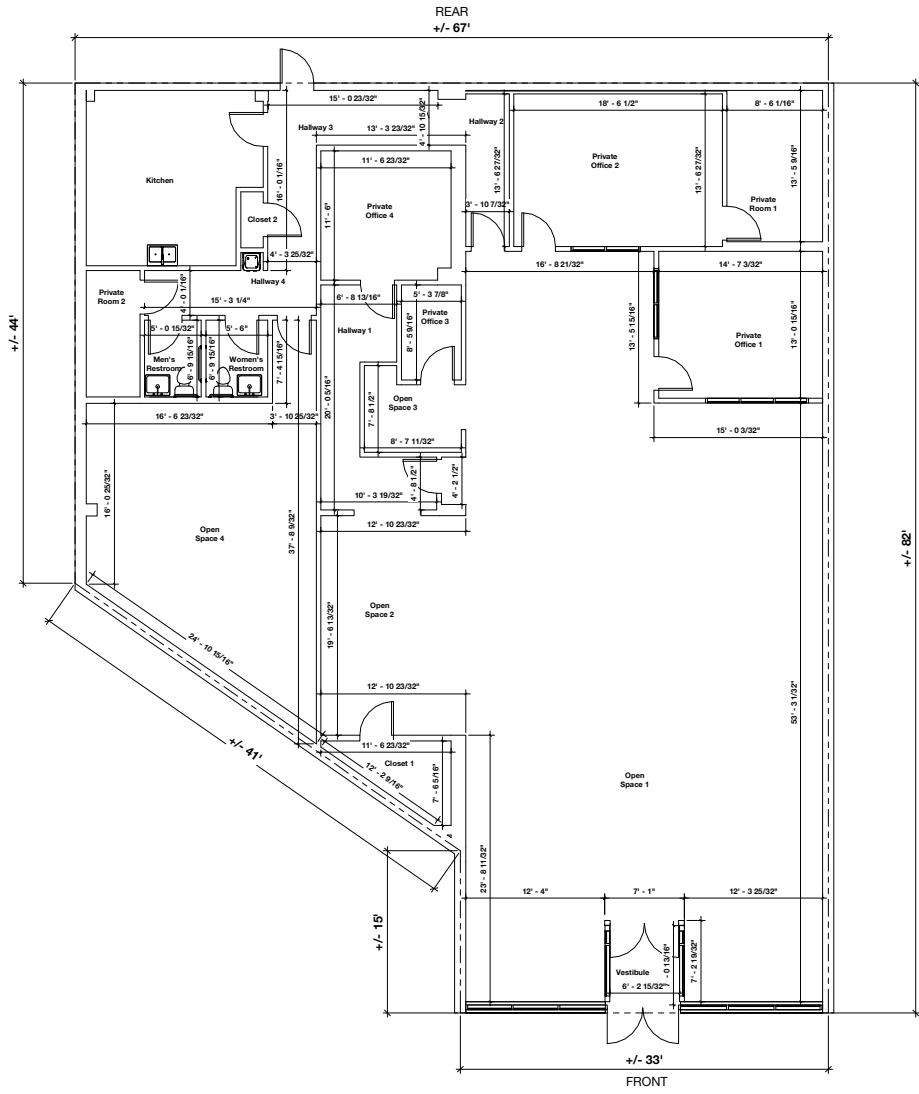 REAR
+/- 67'
15' - 0 23/32"
18' - 6 1/2"
8' - 6 1/16"
4' - 10 15/32"
Hallway 2
Hallway 3
13' - 3 23/32"
11' - 6 23/32"
Private
Office 2
13' - 6 27/32"
13' - 6 27/32"
13' - 5 9/16"
Kitchen
16' - 0 1/16"
Private
Office 4
11' - 6"
3' - 10 7/32"
Private
Room 1
Closet 2
4' - 3 25/32"
Hallway 4
16' - 8 21/32"
14' - 7 3/32"
Private
Room 2
4' - 0 1/16"
15' - 3 1/4"
6' - 8 13/16"
5' - 3 7/8"
Private
Office 3
8' - 5 9/16"
Hallway 1
13' - 5 15/16"
13' - 0 15/16"
Private
Office 1
+/- 44'
5' - 0 15/32"
5' - 6"
Men's
Restroom
6' - 9 15/16"
6' - 9 15/16"
Women's
Restroom
7' - 4 15/16"
20' - 0 5/16"
7' - 8 1/2"
Open
Space 3
16' - 6 23/32"
3' - 10 25/32"
8' - 7 11/32"
15' - 0 3/32"
16' - 0 25/32"
4' - 8 1/2"
4' - 2 1/2"
10' - 3 19/32"
12' - 10 23/32"
Open
Space 4
37' - 8 9/32"
+/- 82'
Open
Space 2
19' - 6 13/32"
24' - 10 15/16"
12' - 10 23/32"
53' - 3 1/32"
+/- 41'
11' - 6 23/32"
Closet 1
12' - 2 9/16"
7' - 6 5/16"
Open
Space 1
23' - 8 11/32"
12' - 4"
7' - 1"
12' - 3 25/32"
+/- 15'
Vestibule
6' - 2 15/32"
7' - 0 13/16"
7' - 2 19/32"
+/- 33'
FRONT